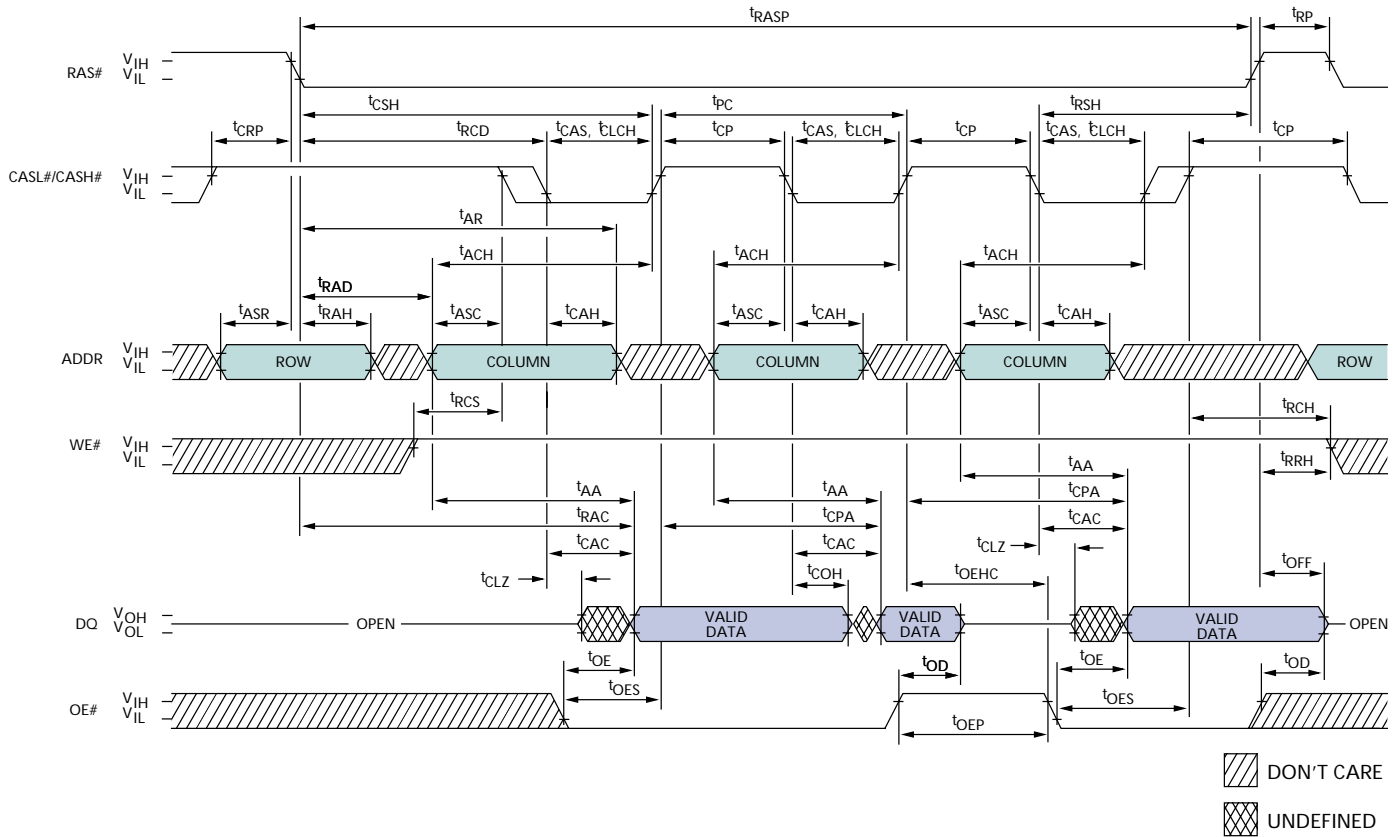 tRASP tRP
RAS# VIH VIL
tCSH tPC tRSH
tCRP tRCD tCAS, tCLCH tCP tCAS, tCLCH tCP tCAS, tCLCH tCP
CASL#/CASH# VIH VIL
tAR
tACH tACH tACH
tRAD
tASR tRAH tASC tCAH tASC tCAH tASC tCAH
ADDR VIH VIL ROW COLUMN COLUMN COLUMN ROW
tRCS tRCH
WE# VIH VIL
tRRH
tAA tAA tAA
tRAC tCPA tCPA
tCAC tCAC tCAC
tCLZ tCOH tOEHC tCLZ tOFF
DQ VOH VOL OPEN VALID DATA VALID DATA VALID DATA OPEN
tOE tOD tOE tOD
tOES tOES
OE# VIH VIL
tOEP
DON'T CARE
UNDEFINED